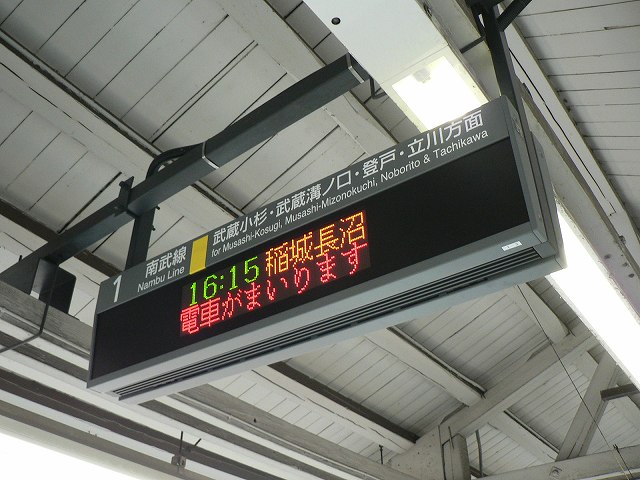 1 南武線 武蔵小杉・武蔵溝ノ口・登戸・立川方面
Nambu Line for Musashi-Kosugi, Musashi-Mizonokuchi, Noborito & Tachikawa
16:15 稲城長沼
電車がまいります